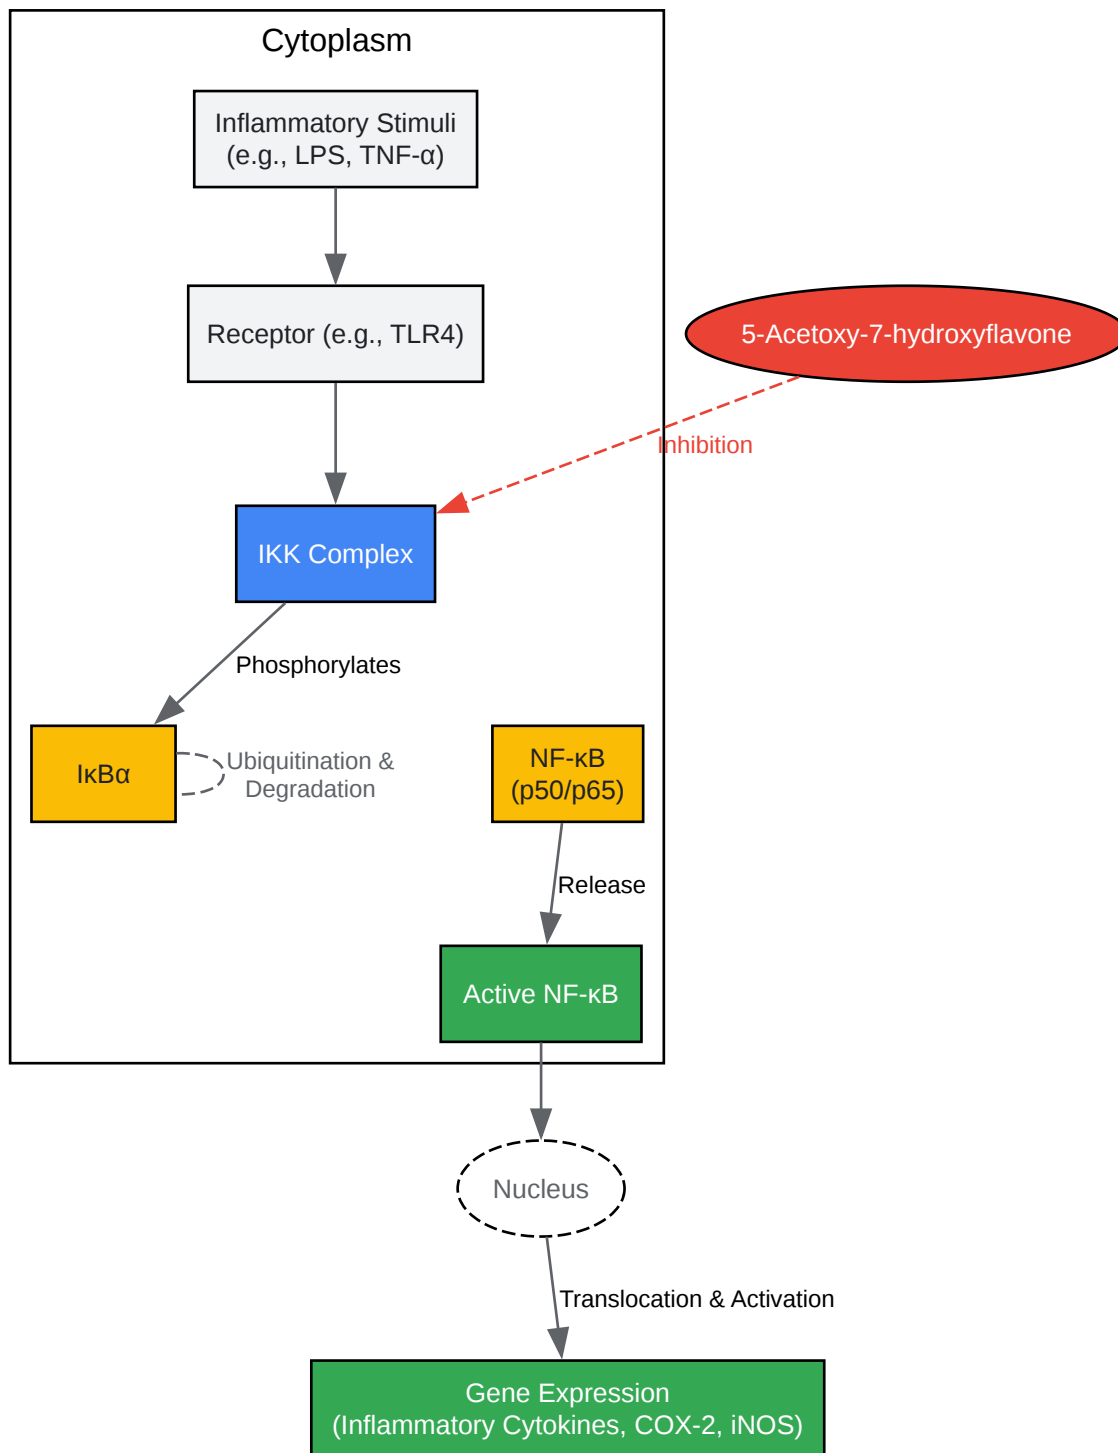 Cytoplasm
Inflammatory Stimuli
(e.g., LPS, TNF-α)
Receptor (e.g., TLR4)
5-Acetoxy-7-hydroxyflavone
Inhibition
IKK Complex
Phosphorylates
IκBα
Ubiquitination &
Degradation
NF-κB
(p50/p65)
Release
Active NF-κB
Nucleus
Translocation & Activation
Gene Expression
(Inflammatory Cytokines, COX-2, iNOS)